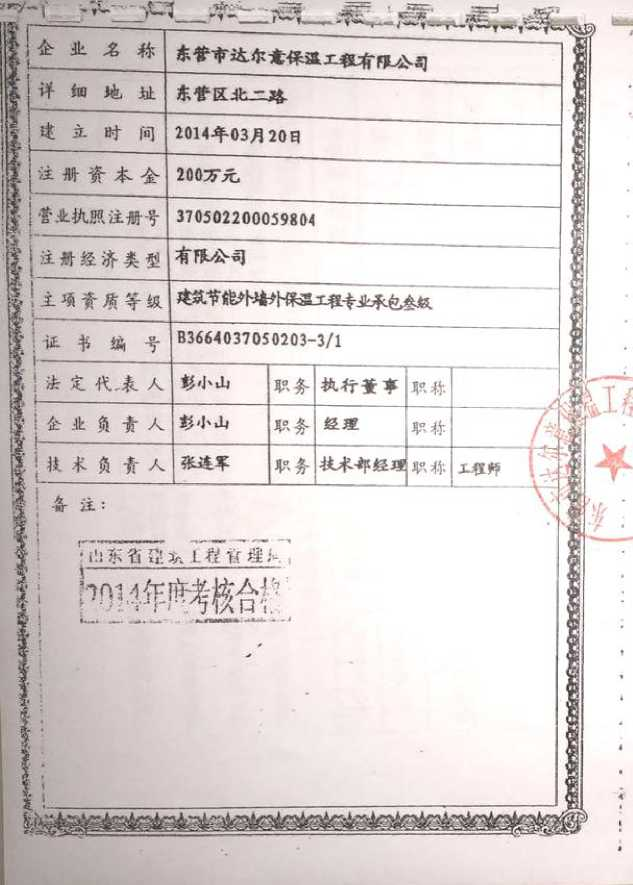 企业名称 东营市达尔意保温工程有限公司
详细地址 东营区北二路
建立时间 2014年03月20日
注册资本金 200万元
营业执照注册号 370502200059804
注册经济类型 有限公司
主项资质等级 建筑节能外墙外保温工程专业承包叁级
证书编号 B3664037050203-3/1
法定代表人 彭小山 职务 执行董事 职称
企业负责人 彭小山 职务 经理 职称
技术负责人 张连军 职务 技术部经理 职称 工程师
备注：
山东省建筑工程管理局
2014年度考核合格